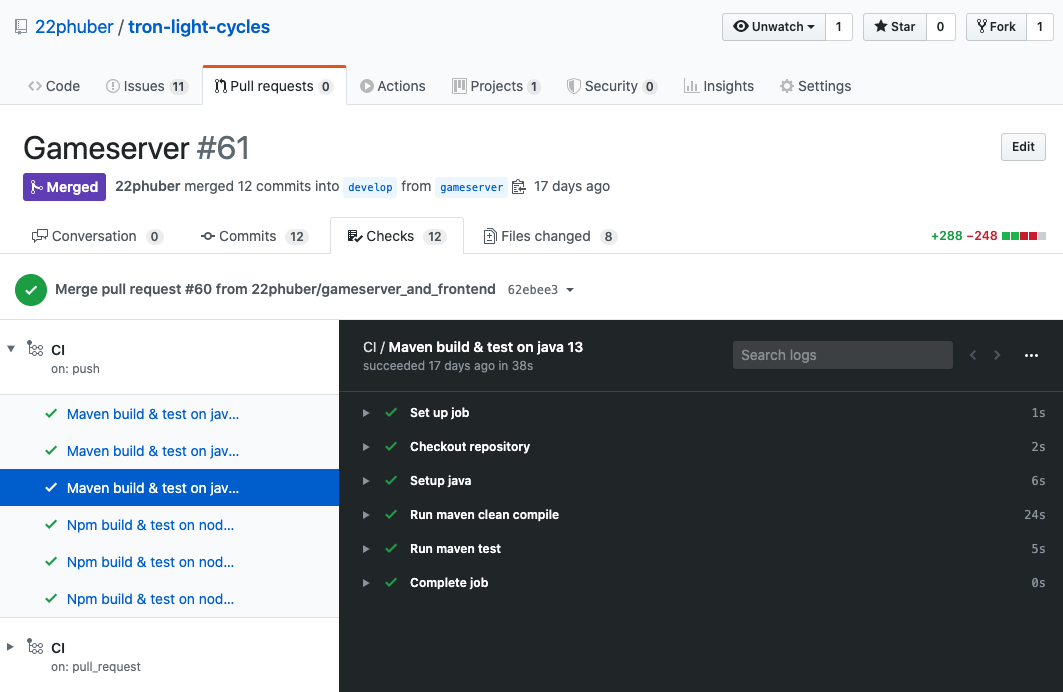 22phuber / tron-light-cycles
Unwatch 1 Star 0 Fork 1
Code Issues 11 Pull requests 0 Actions Projects 1 Security 0 Insights Settings
Gameserver #61
Edit
Merged 22phuber merged 12 commits into develop from gameserver 17 days ago
Conversation 0 Commits 12 Checks 12 Files changed 8 +288 −248
Merge pull request #60 from 22phuber/gameserver_and_frontend 62ebee3
CI
on: push
Maven build & test on jav...
Maven build & test on jav...
Maven build & test on jav...
Npm build & test on nod...
Npm build & test on nod...
Npm build & test on nod...
CI
on: pull_request
CI / Maven build & test on java 13
succeeded 17 days ago in 38s
Search logs
Set up job 1s
Checkout repository 2s
Setup java 6s
Run maven clean compile 24s
Run maven test 5s
Complete job 0s